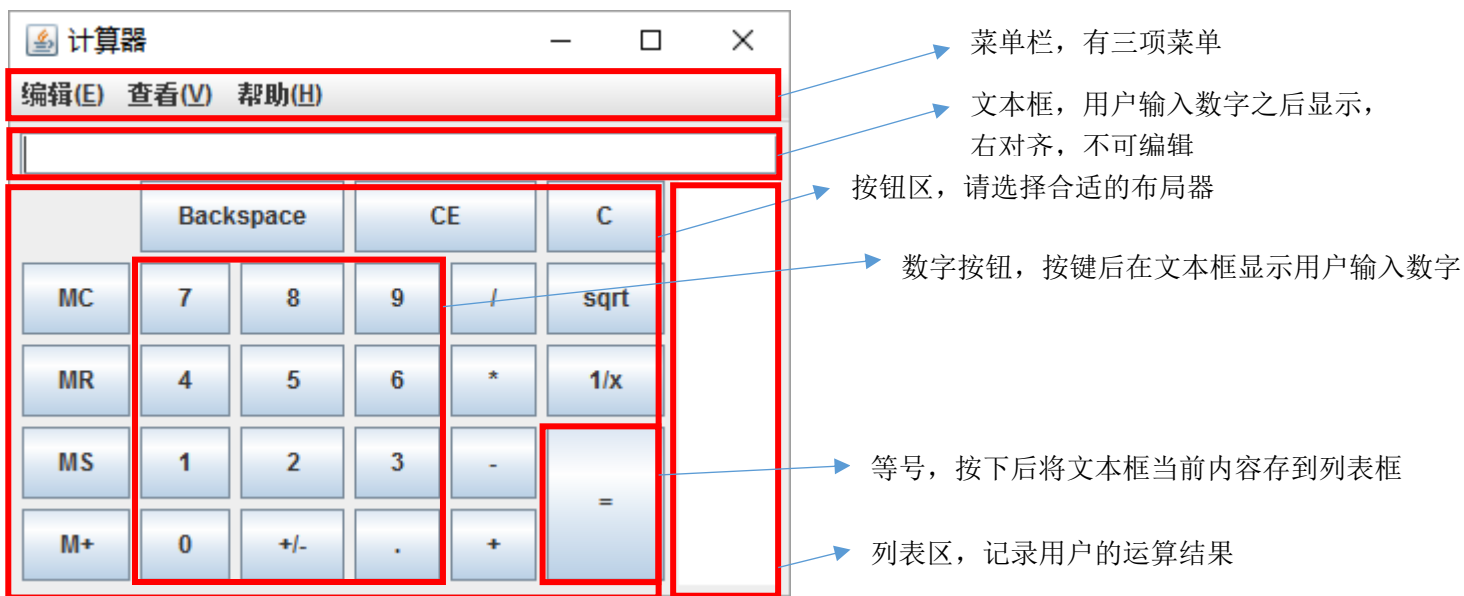 计算器
编辑(E) 查看(V) 帮助(H)
Backspace CE C
MC 7 8 9 / sqrt
MR 4 5 6 * 1/x
MS 1 2 3 -
=
M+ 0 +/- . +
菜单栏，有三项菜单
文本框，用户输入数字之后显示，
右对齐，不可编辑
按钮区，请选择合适的布局器
数字按钮，按键后在文本框显示用户输入数字
等号，按下后将文本框当前内容存到列表框
列表区，记录用户的运算结果